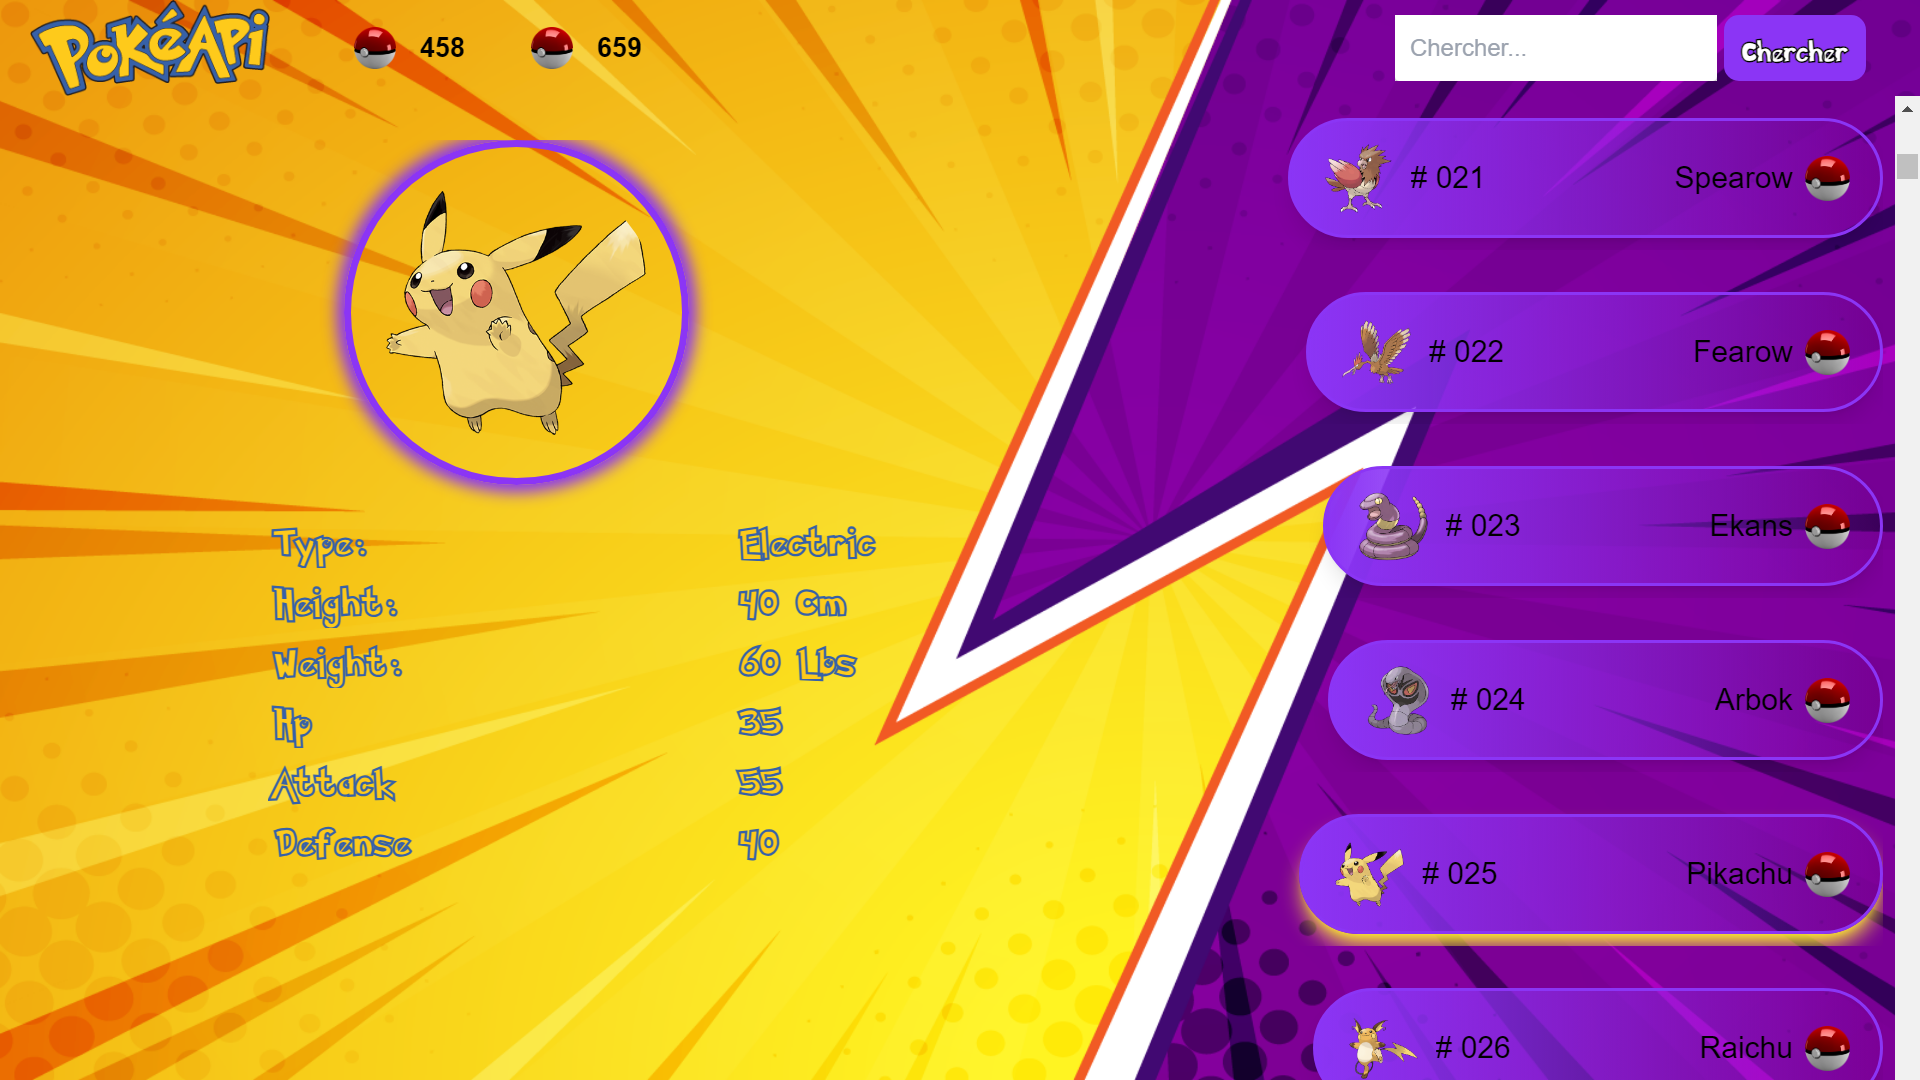 PokéApi
458
659
Chercher...
Chercher
# 021 Spearow
# 022 Fearow
# 023 Ekans
# 024 Arbok
# 025 Pikachu
# 026 Raichu
Type: Electric
Height: 40 Cm
Weight: 60 Lbs
Hp 35
Attack 55
Defense 40